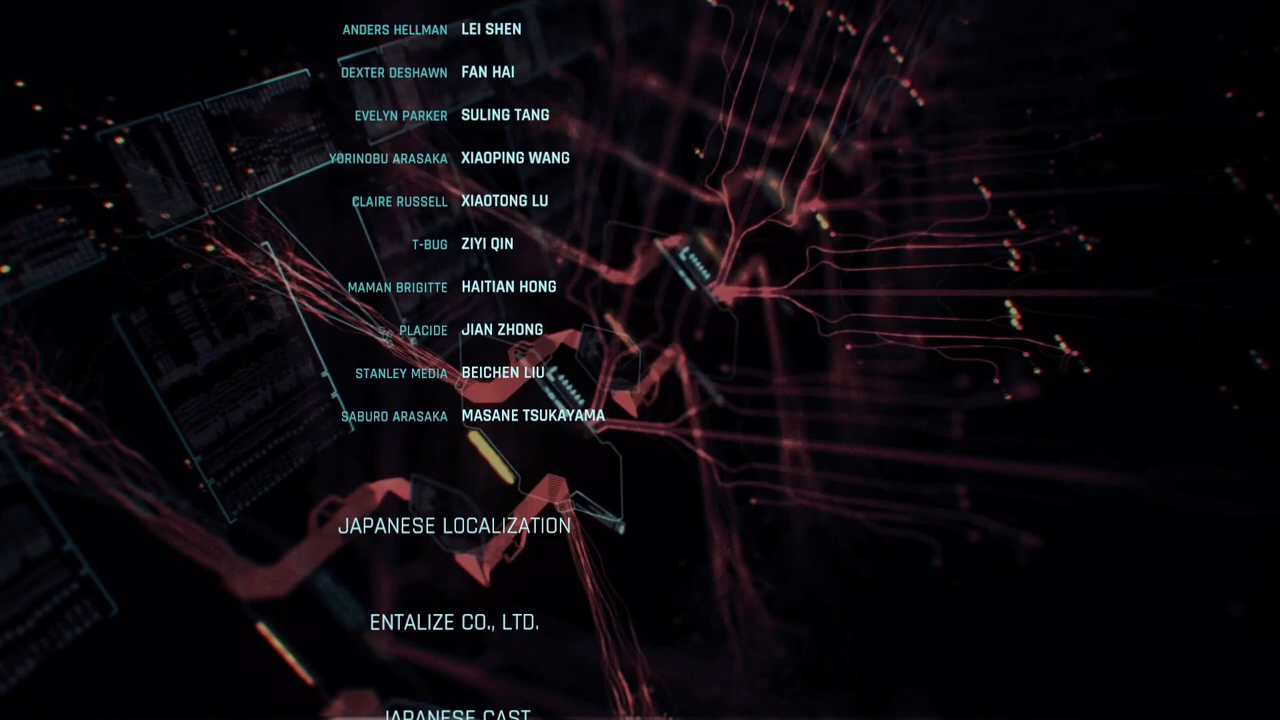 ANDERS HELLMAN LEI SHEN
DEXTER DESHAWN FAN HAI
EVELYN PARKER SULING TANG
YORINOBU ARASAKA XIAOPING WANG
CLAIRE RUSSELL XIAOTONG LU
T-BUG ZIYI QIN
MAMAN BRIGITTE HAITIAN HONG
PLACIDE JIAN ZHONG
STANLEY MEDIA BEICHEN LIU
SABURO ARASAKA MASANE TSUKAYAMA
JAPANESE LOCALIZATION
ENTALIZE CO., LTD.
JAPANESE CAST